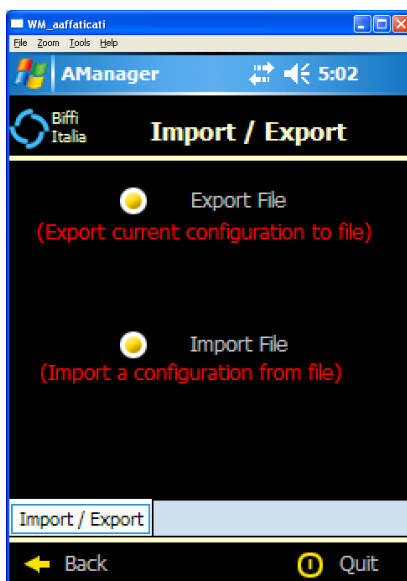 WM_aaffaticati
File Zoom Tools Help
AManager 5:02
Biffi
Italia
Import / Export
Export File
(Export current configuration to file)
Import File
(Import a configuration from file)
Import / Export
Back Quit